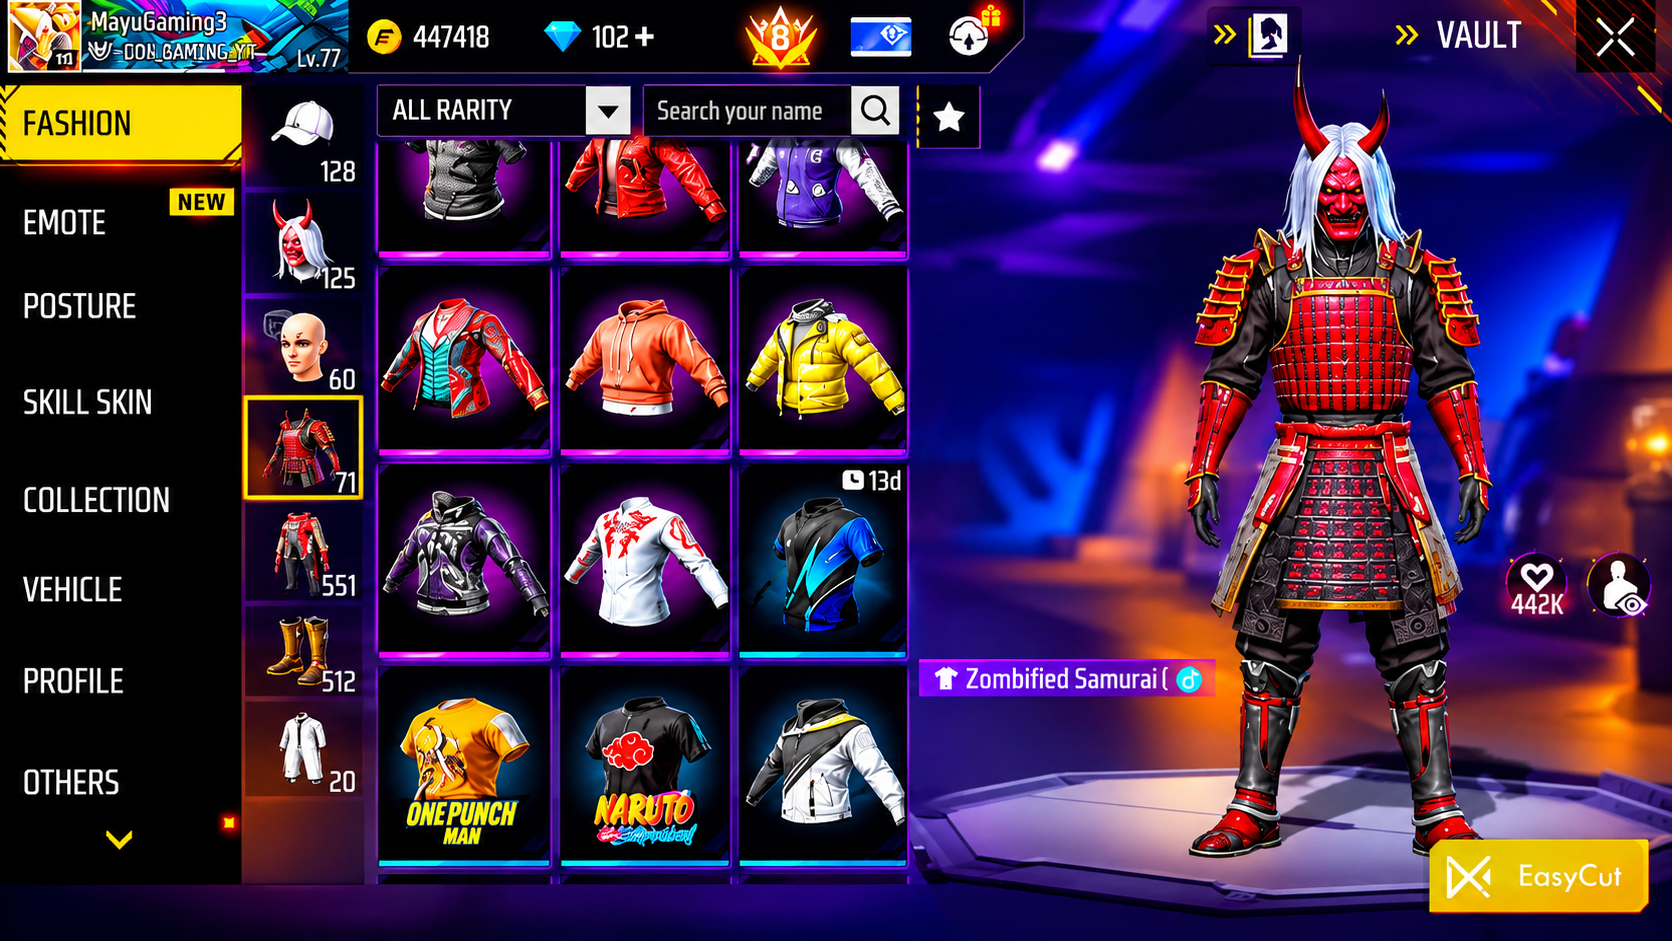 MayuGaming3
DON_GAMING_YT
Lv.77
447418
102
8
VAULT
FASHION
NEW
EMOTE
POSTURE
SKILL SKIN
COLLECTION
VEHICLE
PROFILE
OTHERS
128
125
60
71
551
512
20
ALL RARITY
Search your name
G
13d
ONE PUNCH
MAN
NARUTO
Zombified Samurai (
442K
EasyCut